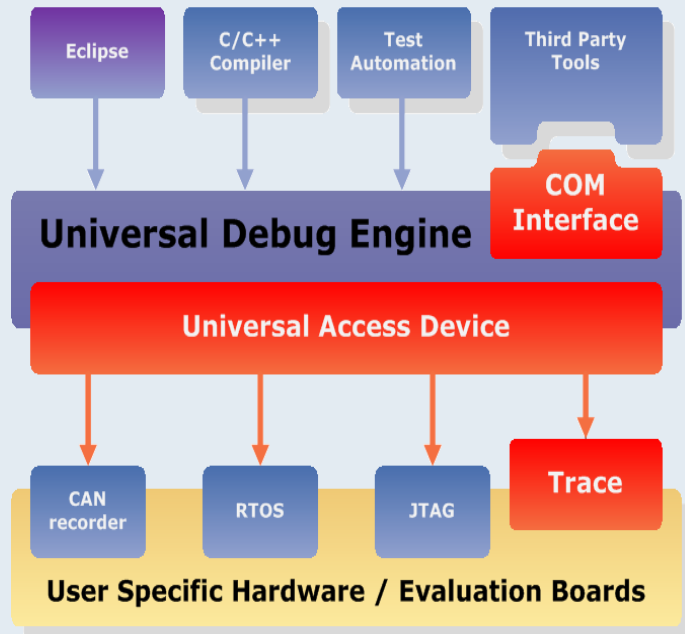 Eclipse
C/C++
Compiler
Test
Automation
Third Party
Tools
COM
Interface
Universal Debug Engine
Universal Access Device
CAN
recorder
RTOS
JTAG
Trace
User Specific Hardware / Evaluation Boards